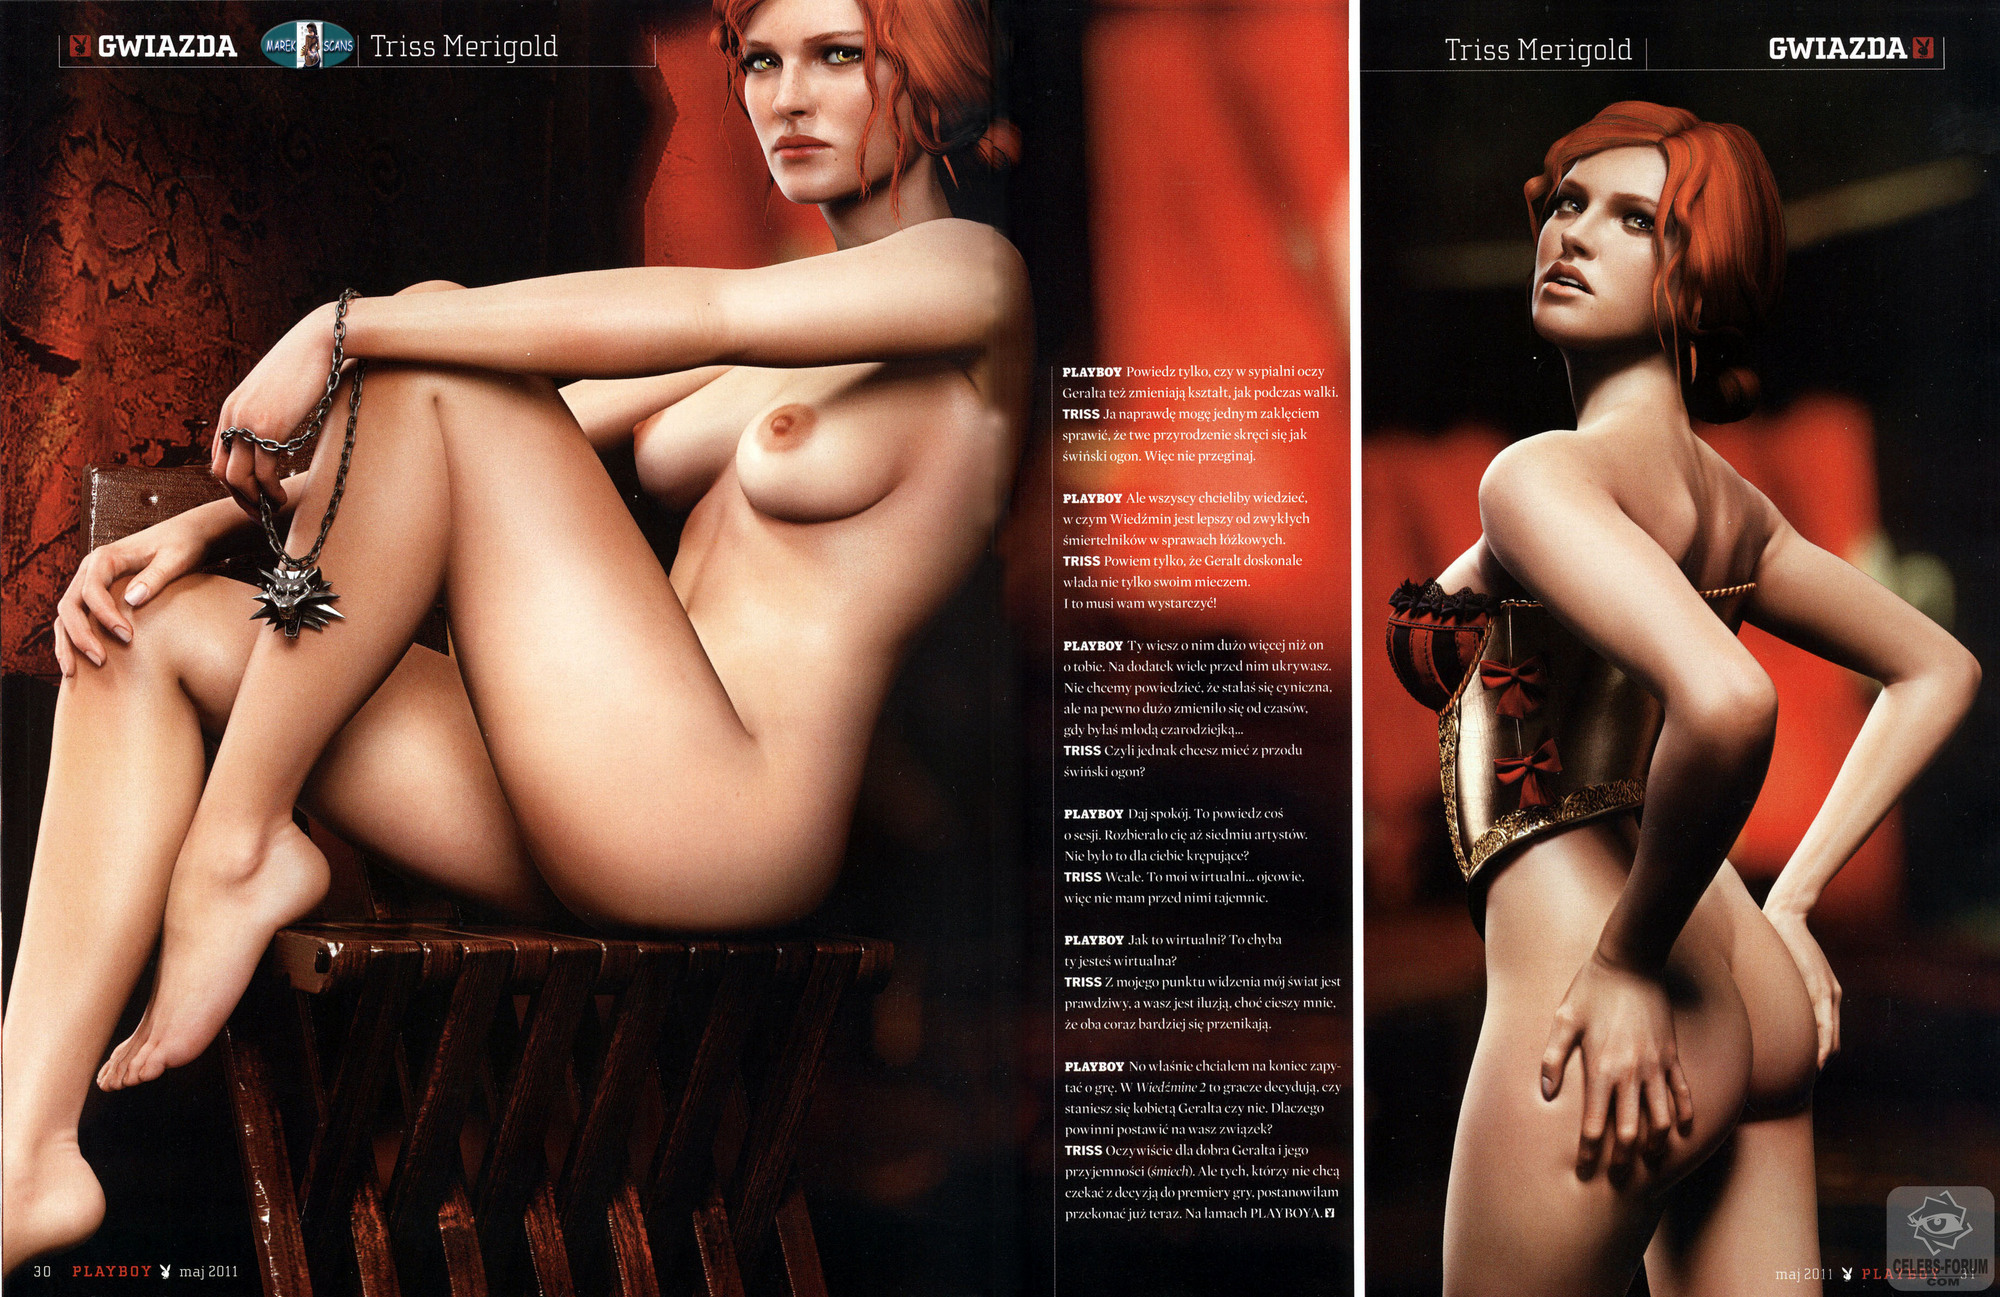 GWIAZDA
MAREK SCANS
Triss Merigold
Triss Merigold
GWIAZDA
PLAYBOY Powiedz tylko, czy w sypialni oczy
Geralta też zmieniają kształt, jak podczas walki.
TRISS Ja naprawdę mogę jednym zaklęciem
sprawić, że twe przyrodzenie skręci się jak
świński ogon. Więc nie przeginaj.
PLAYBOY Ale wszyscy chcieliby wiedzieć,
w czym Wiedźmin jest lepszy od zwykłych
śmiertelników w sprawach łóżkowych.
TRISS Powiem tylko, że Geralt doskonale
włada nie tylko swoim mieczem.
I to musi wam wystarczyć!
PLAYBOY Ty wiesz o nim dużo więcej niż on
o tobie. Na dodatek wiele przed nim ukrywasz.
Nie chcemy powiedzieć, że stałaś się cyniczna,
ale na pewno dużo zmieniło się od czasów,
gdy byłaś młodą czarodziejką...
TRISS Czyli jednak chcesz mieć z przodu
świński ogon?
PLAYBOY Daj spokój. To powiedz coś
o sesji. Rozbierało cię aż siedmiu artystów.
Nie było to dla ciebie krępujące?
TRISS Wcale. To moi wirtualni... ojcowie,
więc nie mam przed nimi tajemnic.
PLAYBOY Jak to wirtualni? To chyba
ty jesteś wirtualna?
TRISS Z mojego punktu widzenia mój świat jest
prawdziwy, a wasz jest iluzją, choć cieszy mnie,
że oba coraz bardziej się przenikają.
PLAYBOY No właśnie chciałem na koniec zapy-
tać o grę. W Wiedźmine 2 to gracze decydują, czy
staniesz się kobietą Geralta czy nie. Dlaczego
powinni postawić na wasz związek?
TRISS Oczywiście dla dobra Geralta i jego
przyjemności (śmiech). Ale tych, którzy nie chcą
czekać z decyzją do premiery gry, postanowiłam
przekonać już teraz. Na łamach PLAYBOYA.
30 PLAYBOY maj 2011
maj 2011 PLAYBOY 31
CELEBS-FORUM
COM